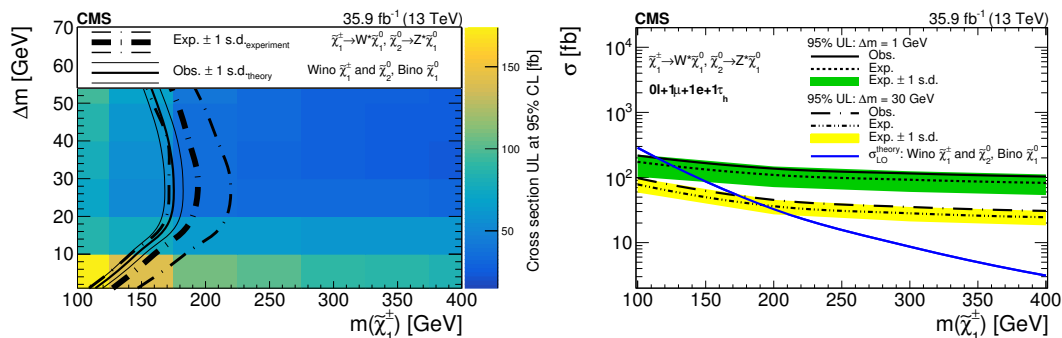 CMS 35.9 fb⁻¹ (13 TeV)
Δm [GeV]
70
60
50
40
30
20
10
Exp. ± 1 s.d.experiment χ̃₁±→W*χ̃₁⁰, χ̃₂⁰→Z*χ̃₁⁰
Obs. ± 1 s.d.theory Wino χ̃₁± and χ̃₂⁰, Bino χ̃₁⁰
100 150 200 250 300 350 400
m(χ̃₁±) [GeV]
150
100
50
Cross section UL at 95% CL [fb]
CMS 35.9 fb⁻¹ (13 TeV)
σ [fb]
10⁴
10³
10²
10
χ̃₁±→W*χ̃₁⁰, χ̃₂⁰→Z*χ̃₁⁰
0l+1μ+1e+1τh
95% UL: Δm = 1 GeV
Obs.
Exp.
Exp. ± 1 s.d.
95% UL: Δm = 30 GeV
Obs.
Exp.
Exp. ± 1 s.d.
σLO^theory: Wino χ̃₁± and χ̃₂⁰, Bino χ̃₁⁰
100 150 200 250 300 350 400
m(χ̃₁±) [GeV]